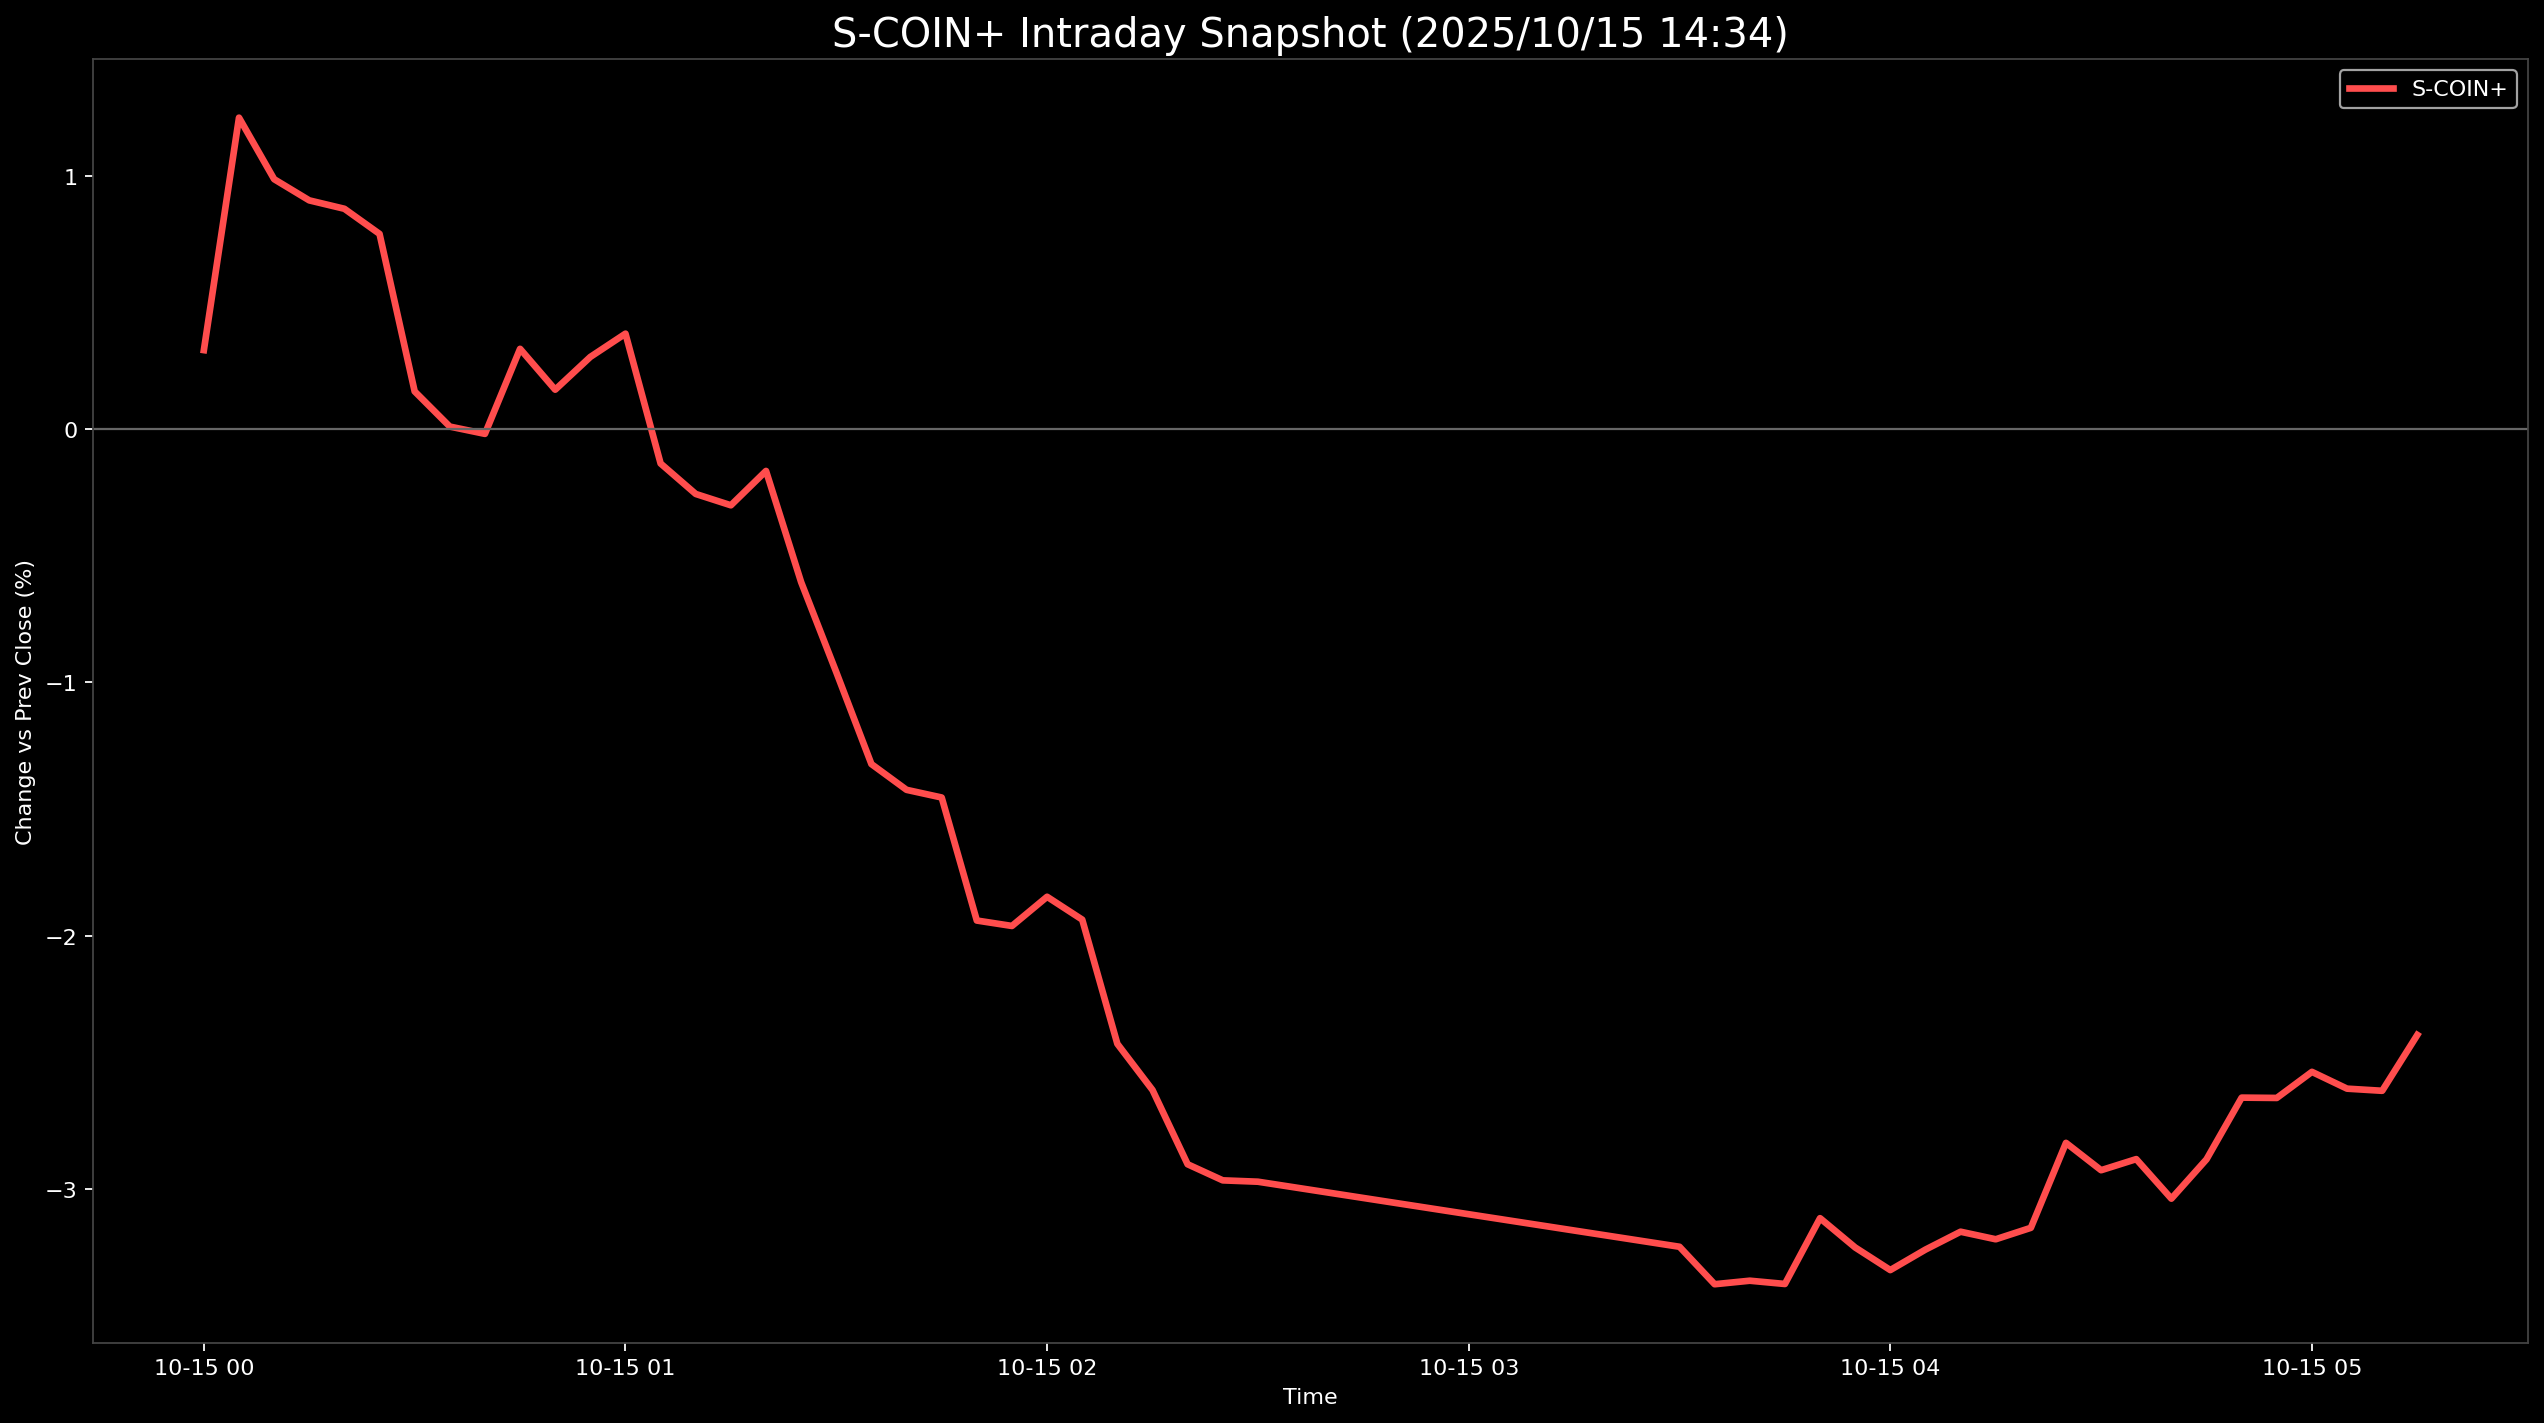 S-COIN+ Intraday Snapshot (2025/10/15 14:34)
S-COIN+
Change vs Prev Close (%)
1
0
−1
−2
−3
10-15 00
10-15 01
10-15 02
10-15 03
10-15 04
10-15 05
Time